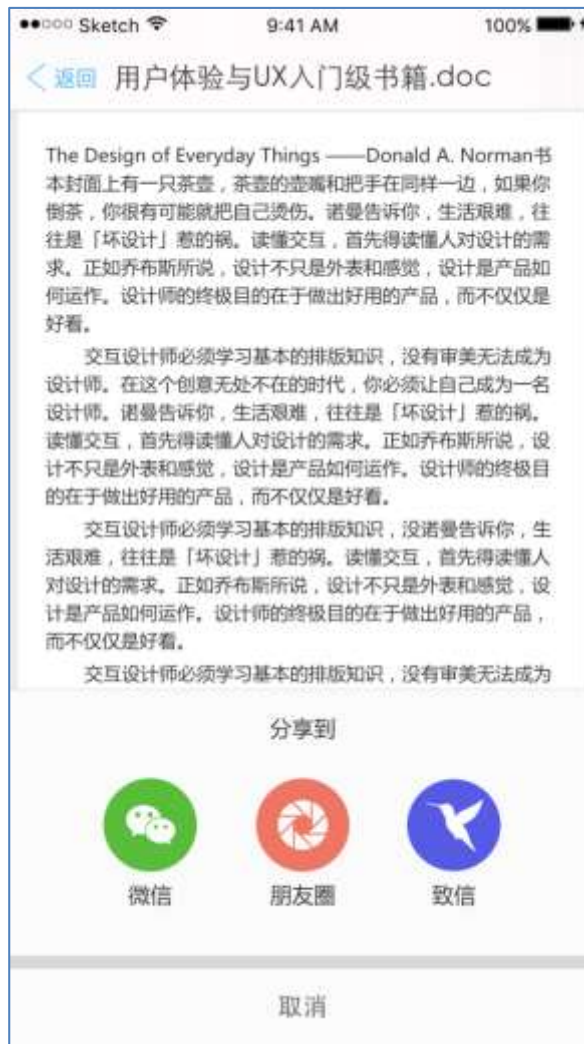 Sketch 9:41 AM 100%
返回 用户体验与UX入门级书籍.doc
The Design of Everyday Things ——Donald A. Norman书
本封面上有一只茶壶，茶壶的壶嘴和把手在同样一边，如果你
倒茶，你很有可能就把自己烫伤。诺曼告诉你，生活艰难，往
往是「坏设计」惹的祸。读懂交互，首先得读懂人对设计的需
求。正如乔布斯所说，设计不只是外表和感觉，设计是产品如
何运作。设计师的终极目的在于做出好用的产品，而不仅仅是
好看。
交互设计师必须学习基本的排版知识，没有审美无法成为
设计师。在这个创意无处不在的时代，你必须让自己成为一名
设计师。诺曼告诉你，生活艰难，往往是「坏设计」惹的祸。
读懂交互，首先得读懂人对设计的需求。正如乔布斯所说，设
计不只是外表和感觉，设计是产品如何运作。设计师的终极目
的在于做出好用的产品，而不仅仅是好看。
交互设计师必须学习基本的排版知识，没诺曼告诉你，生
活艰难，往往是「坏设计」惹的祸。读懂交互，首先得读懂人
对设计的需求。正如乔布斯所说，设计不只是外表和感觉，设
计是产品如何运作。设计师的终极目的在于做出好用的产品，
而不仅仅是好看。
交互设计师必须学习基本的排版知识，没有审美无法成为
分享到
微信 朋友圈 致信
取消